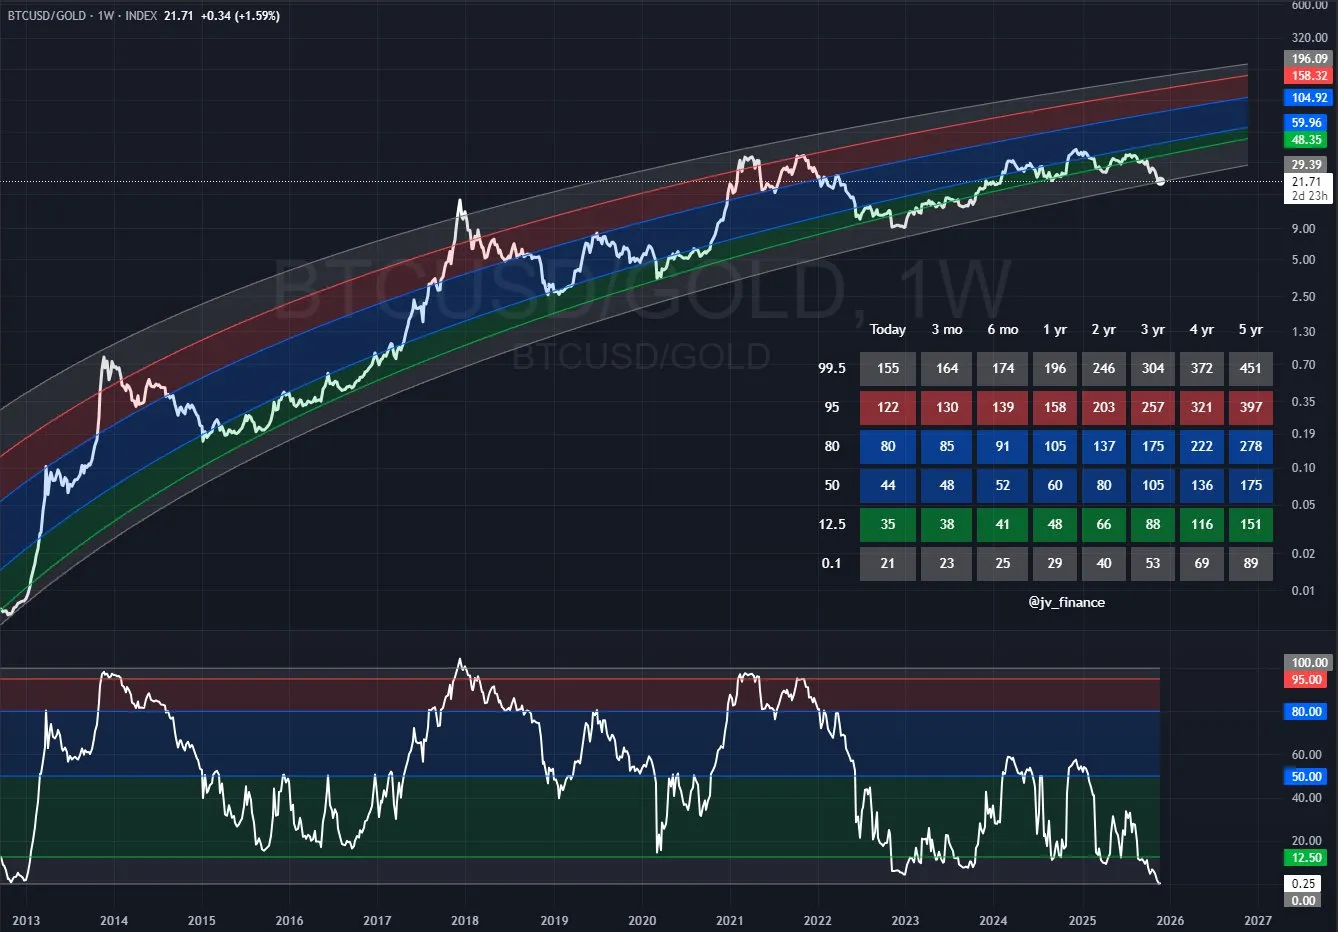 BTCUSD/GOLD · 1W · INDEX 21.71 +0.34 (+1.59%)
600.00
320.00
196.09
158.32
104.92
59.96
48.35
29.39
21.71
2d 23h
9.00
5.00
2.50
1.30
0.70
0.35
0.19
0.10
0.05
0.02
0.01
BTCUSD/GOLD, 1W
BTCUSD/GOLD
Today 3 mo 6 mo 1 yr 2 yr 3 yr 4 yr 5 yr
99.5 155 164 174 196 246 304 372 451
95 122 130 139 158 203 257 321 397
80 80 85 91 105 137 175 222 278
50 44 48 52 60 80 105 136 175
12.5 35 38 41 48 66 88 116 151
0.1 21 23 25 29 40 53 69 89
@jv_finance
100.00
95.00
80.00
60.00
50.00
40.00
20.00
12.50
0.25
0.00
2013 2014 2015 2016 2017 2018 2019 2020 2021 2022 2023 2024 2025 2026 2027